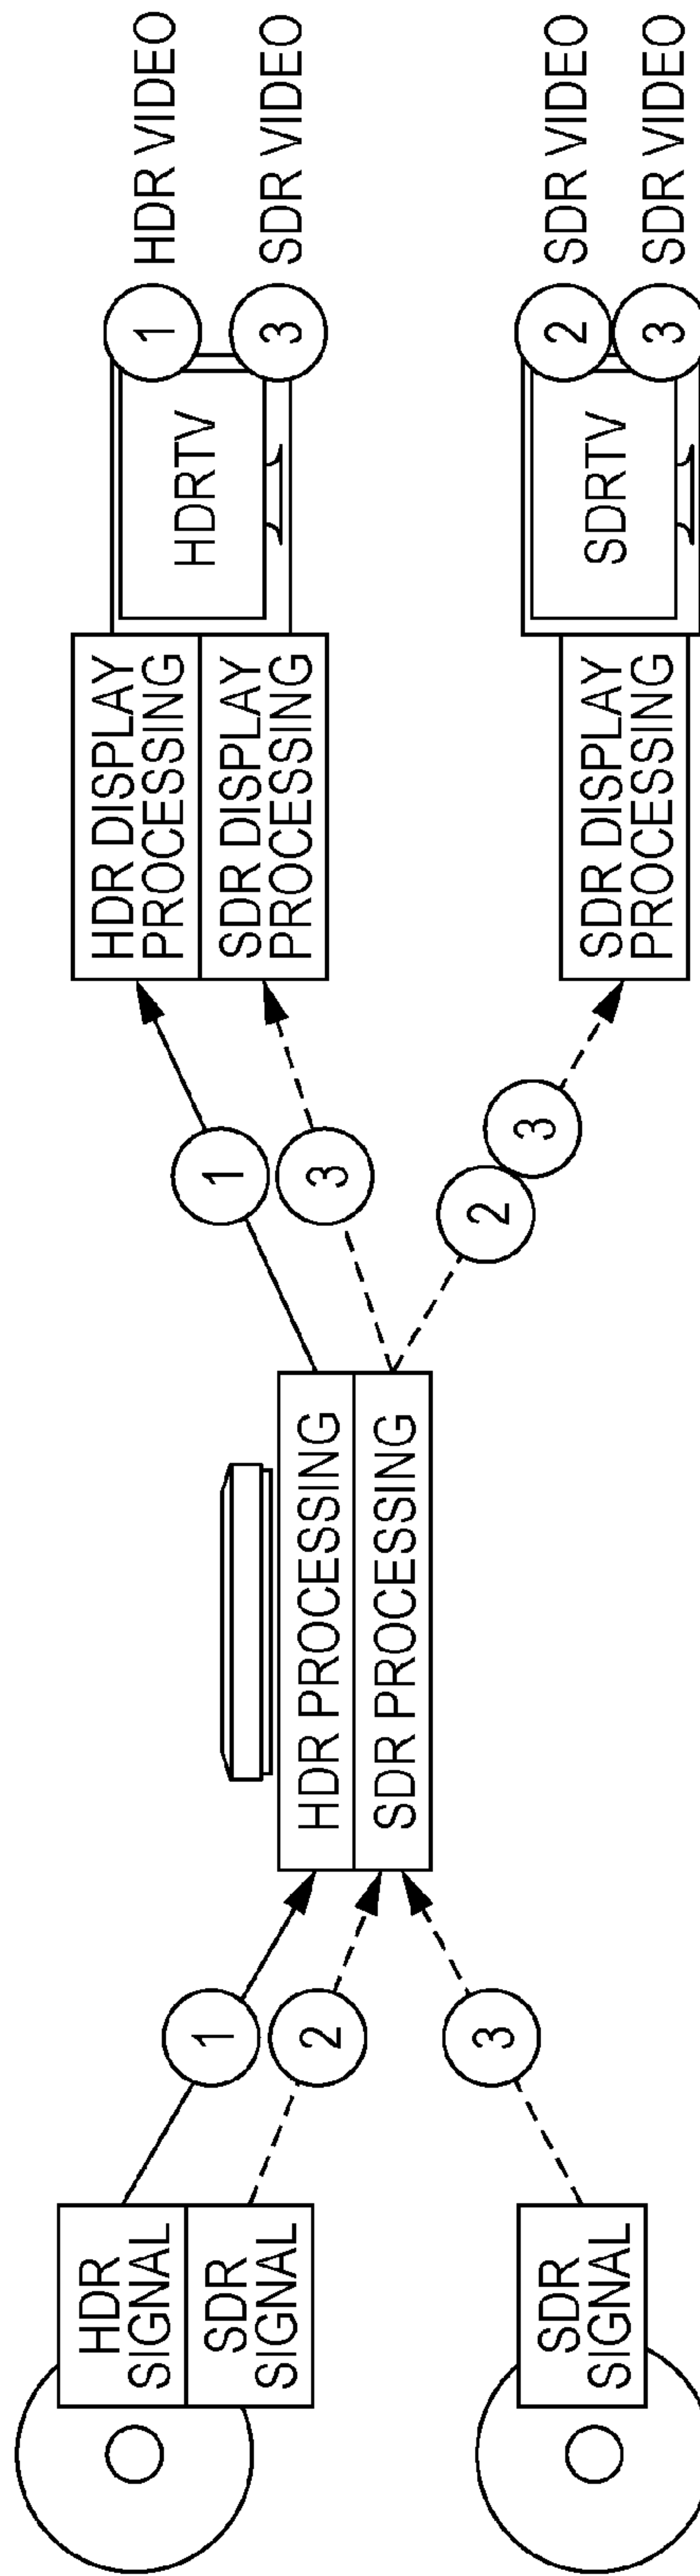 HDR
SIGNAL
SDR
SIGNAL
1
2
3
SDR
SIGNAL
HDR PROCESSING
SDR PROCESSING
1
3
2
3
HDR DISPLAY
PROCESSING
SDR DISPLAY
PROCESSING
HDRTV
1
HDR VIDEO
3
SDR VIDEO
SDR DISPLAY
PROCESSING
SDRTV
2
SDR VIDEO
3
SDR VIDEO